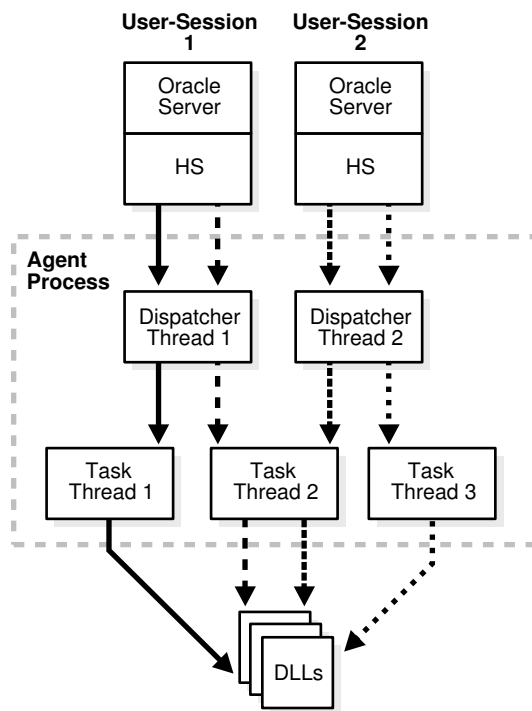 User-Session
1
User-Session
2
Oracle
Server
HS
Oracle
Server
HS
Agent
Process
Dispatcher
Thread 1
Dispatcher
Thread 2
Task
Thread 1
Task
Thread 2
Task
Thread 3
DLLs